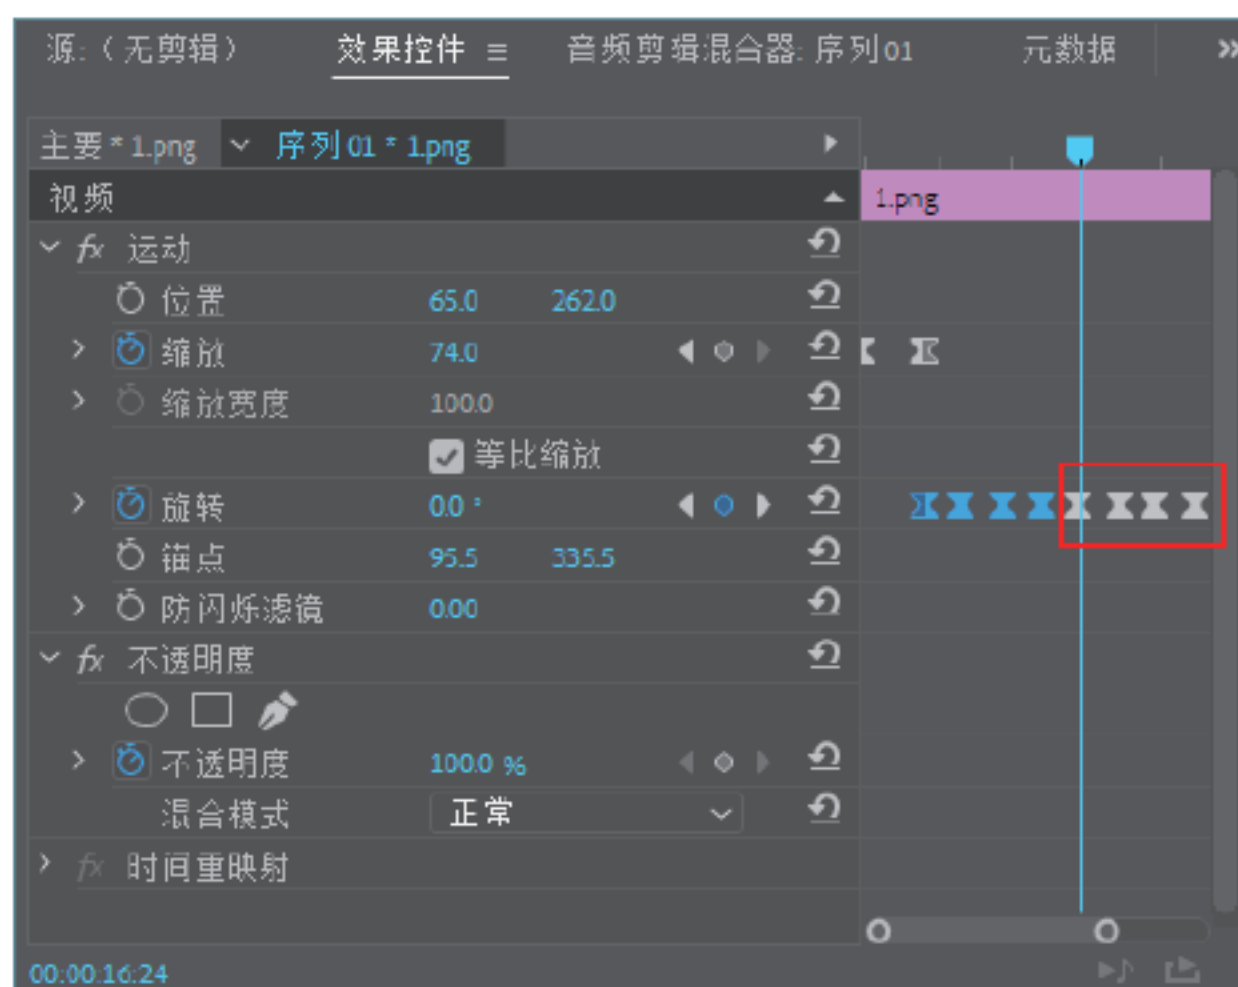 源:（无剪辑） 效果控件 音频剪辑混合器: 序列 01 元数据
主要 * 1.png 序列 01 * 1.png
视频 1.png
fx 运动
位置 65.0 262.0
缩放 74.0
缩放宽度 100.0
等比缩放
旋转 0.0 °
锚点 95.5 335.5
防闪烁滤镜 0.00
fx 不透明度
不透明度 100.0 %
混合模式 正常
fx 时间重映射
00:00:16:24